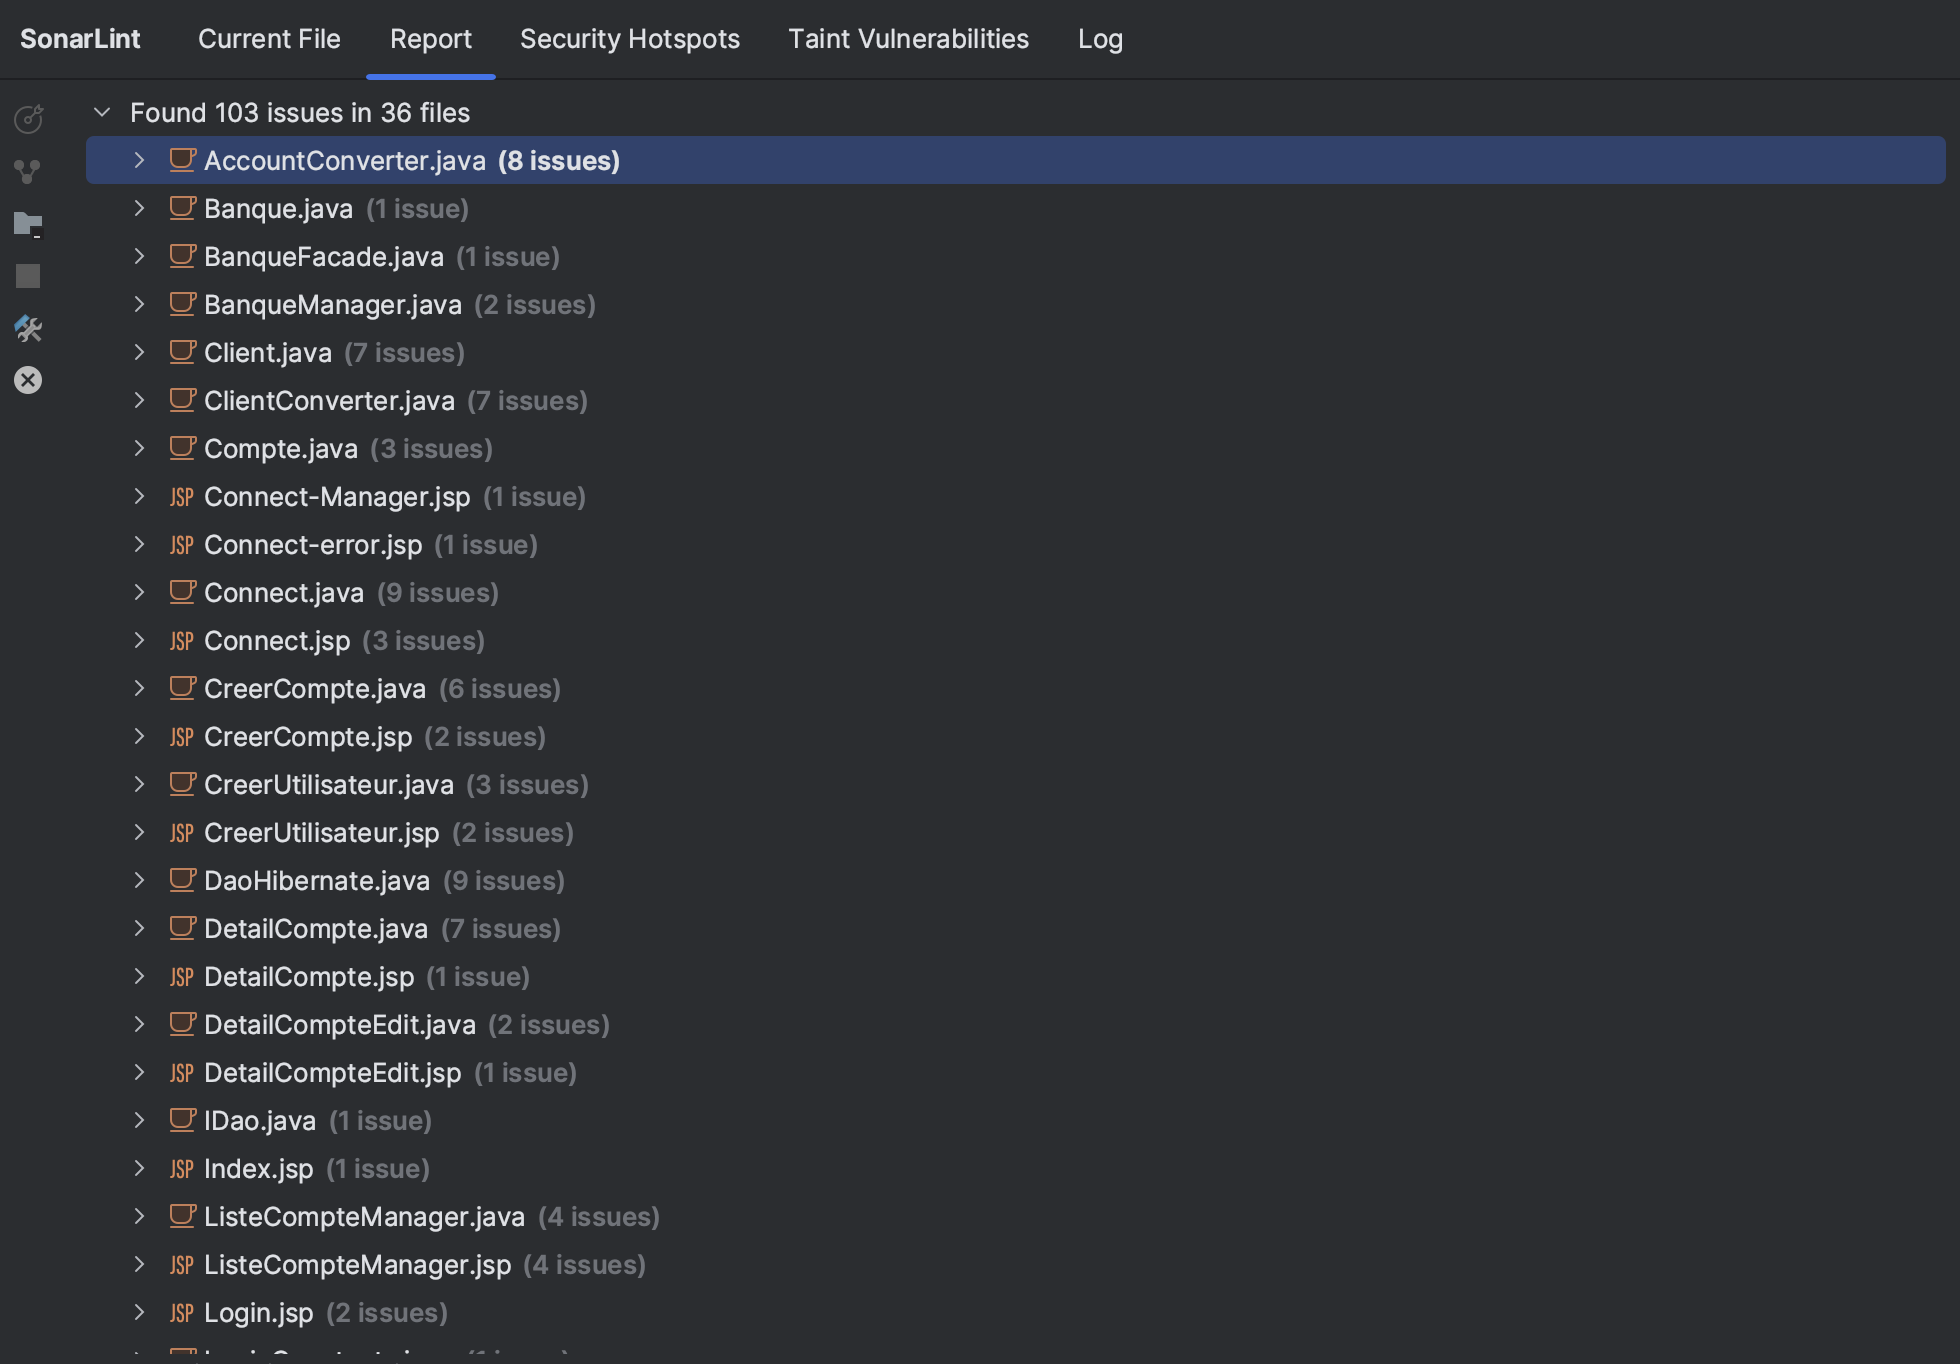 SonarLint Current File Report Security Hotspots Taint Vulnerabilities Log
Found 103 issues in 36 files
AccountConverter.java (8 issues)
Banque.java (1 issue)
BanqueFacade.java (1 issue)
BanqueManager.java (2 issues)
Client.java (7 issues)
ClientConverter.java (7 issues)
Compte.java (3 issues)
JSP Connect-Manager.jsp (1 issue)
JSP Connect-error.jsp (1 issue)
Connect.java (9 issues)
JSP Connect.jsp (3 issues)
CreerCompte.java (6 issues)
JSP CreerCompte.jsp (2 issues)
CreerUtilisateur.java (3 issues)
JSP CreerUtilisateur.jsp (2 issues)
DaoHibernate.java (9 issues)
DetailCompte.java (7 issues)
JSP DetailCompte.jsp (1 issue)
DetailCompteEdit.java (2 issues)
JSP DetailCompteEdit.jsp (1 issue)
IDao.java (1 issue)
JSP Index.jsp (1 issue)
ListeCompteManager.java (4 issues)
JSP ListeCompteManager.jsp (4 issues)
JSP Login.jsp (2 issues)